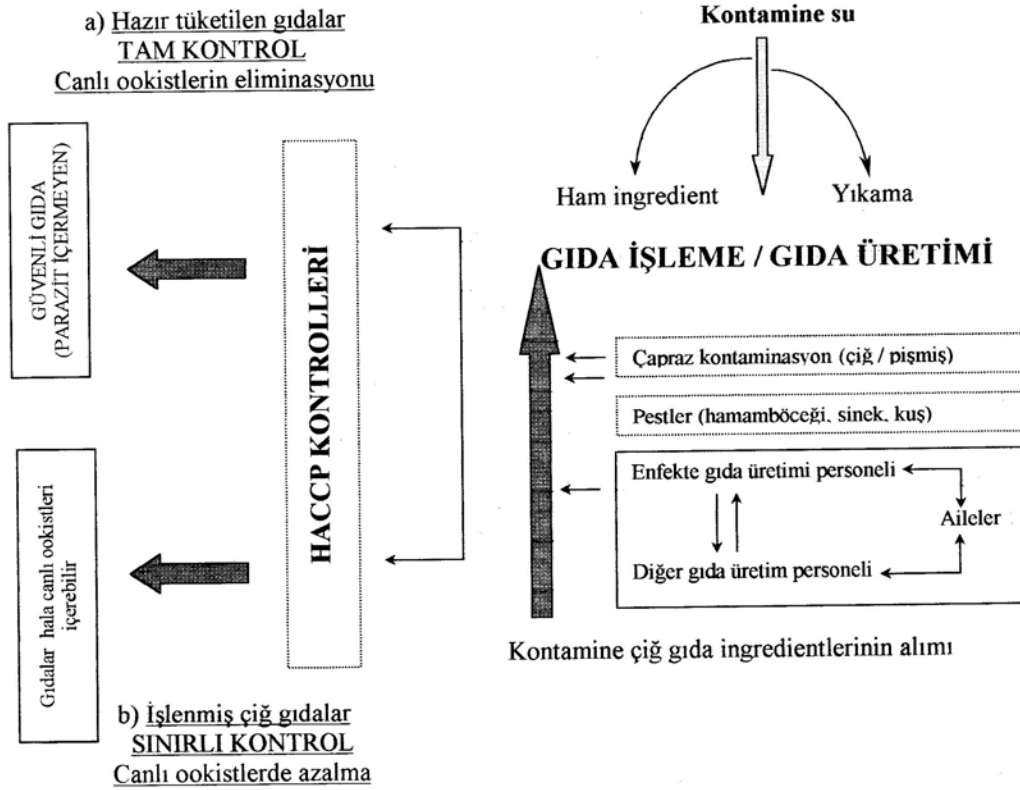 a) Hazır tüketilen gıdalar
TAM KONTROL
Canlı ookistlerin eliminasyonu
GÜVENLİ GIDA
(PARAZİT İÇERMEYEN)
HACCP KONTROLLERİ
Gıdalar hala canlı ookistleri
içerebilir
b) İşlenmiş çiğ gıdalar
SINIRLI KONTROL
Canlı ookistlerde azalma
Kontamine su
Ham ingredient
Yıkama
GIDA İŞLEME / GIDA ÜRETİMİ
Çapraz kontaminasyon (çiğ / pişmiş)
Pestler (hamamböceği, sinek, kuş)
Enfekte gıda üretimi personeli
Aileler
Diğer gıda üretim personeli
Kontamine çiğ gıda ingredientlerinin alımı